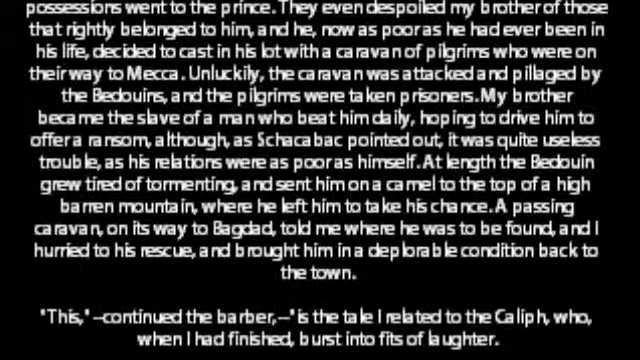 possessions went to the prince. They even despoiled my brother of those
that rightly belonged to him, and he, now as poor as he had ever been in
his life, decided to cast in his lot with a caravan of pilgrims who were on
their way to Mecca. Unluckily, the caravan was attacked and pillaged by
the Bedouins, and the pilgrims were taken prisoners. My brother
became the slave of a man who beat him daily, hoping to drive him to
offer a ransom, although, as Schacabac pointed out, it was quite useless
trouble, as his relations were as poor as himself. At length the Bedouin
grew tired of tormenting, and sent him on a camel to the top of a high
barren mountain, where he left him to take his chance. A passing
caravan, on its way to Bagdad, told me where he was to be found, and I
hurried to his rescue, and brought him in a deplorable condition back to
the town.
"This," --continued the barber,--"is the tale I related to the Caliph, who,
when I had finished, burst into fits of laughter.